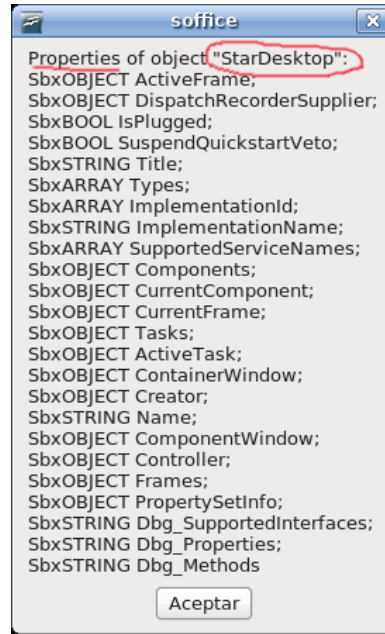 soffice
Properties of object "StarDesktop":
SbxOBJECT ActiveFrame;
SbxOBJECT DispatchRecorderSupplier;
SbxBOOL IsPlugged;
SbxBOOL SuspendQuickstartVeto;
SbxSTRING Title;
SbxARRAY Types;
SbxARRAY ImplementationId;
SbxSTRING ImplementationName;
SbxARRAY SupportedServiceNames;
SbxOBJECT Components;
SbxOBJECT CurrentComponent;
SbxOBJECT CurrentFrame;
SbxOBJECT Tasks;
SbxOBJECT ActiveTask;
SbxOBJECT ContainerWindow;
SbxOBJECT Creator;
SbxSTRING Name;
SbxOBJECT ComponentWindow;
SbxOBJECT Controller;
SbxOBJECT Frames;
SbxOBJECT PropertySetInfo;
SbxSTRING Dbg_SupportedInterfaces;
SbxSTRING Dbg_Properties;
SbxSTRING Dbg_Methods
Aceptar